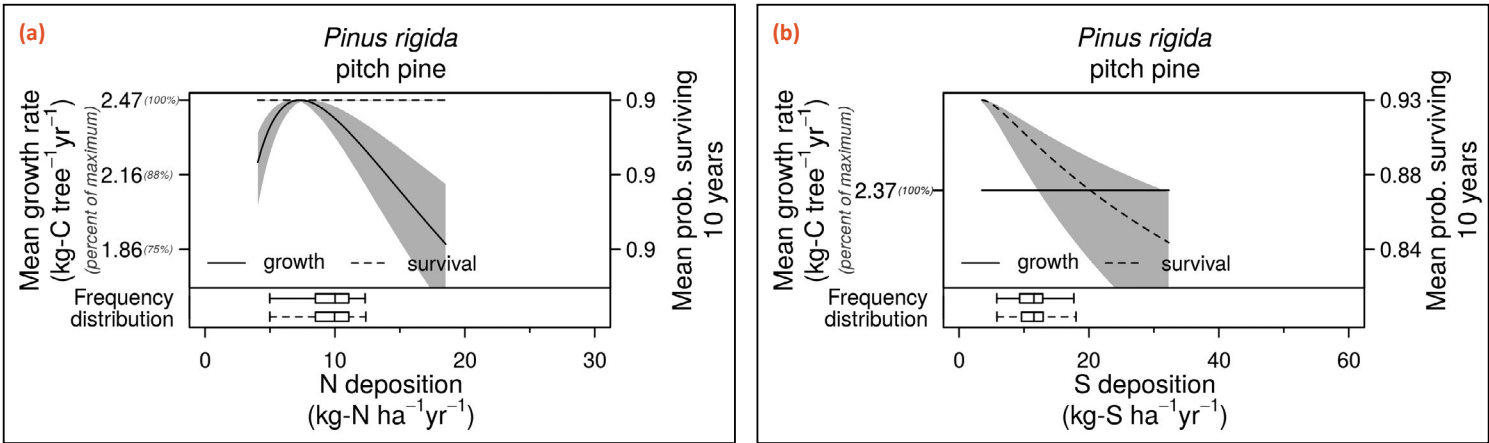 (a)
Pinus rigida
pitch pine
Mean growth rate
(kg-C tree⁻¹yr⁻¹)
(percent of maximum)
2.47 (100%)
2.16 (88%)
1.86 (75%)
0.9
0.9
0.9
Mean prob. surviving
10 years
growth
survival
Frequency
distribution
0
10
20
30
N deposition
(kg-N ha⁻¹yr⁻¹)
(b)
Pinus rigida
pitch pine
Mean growth rate
(kg-C tree⁻¹yr⁻¹)
(percent of maximum)
2.37 (100%)
0.93
0.88
0.84
Mean prob. surviving
10 years
growth
survival
Frequency
distribution
0
20
40
60
S deposition
(kg-S ha⁻¹yr⁻¹)